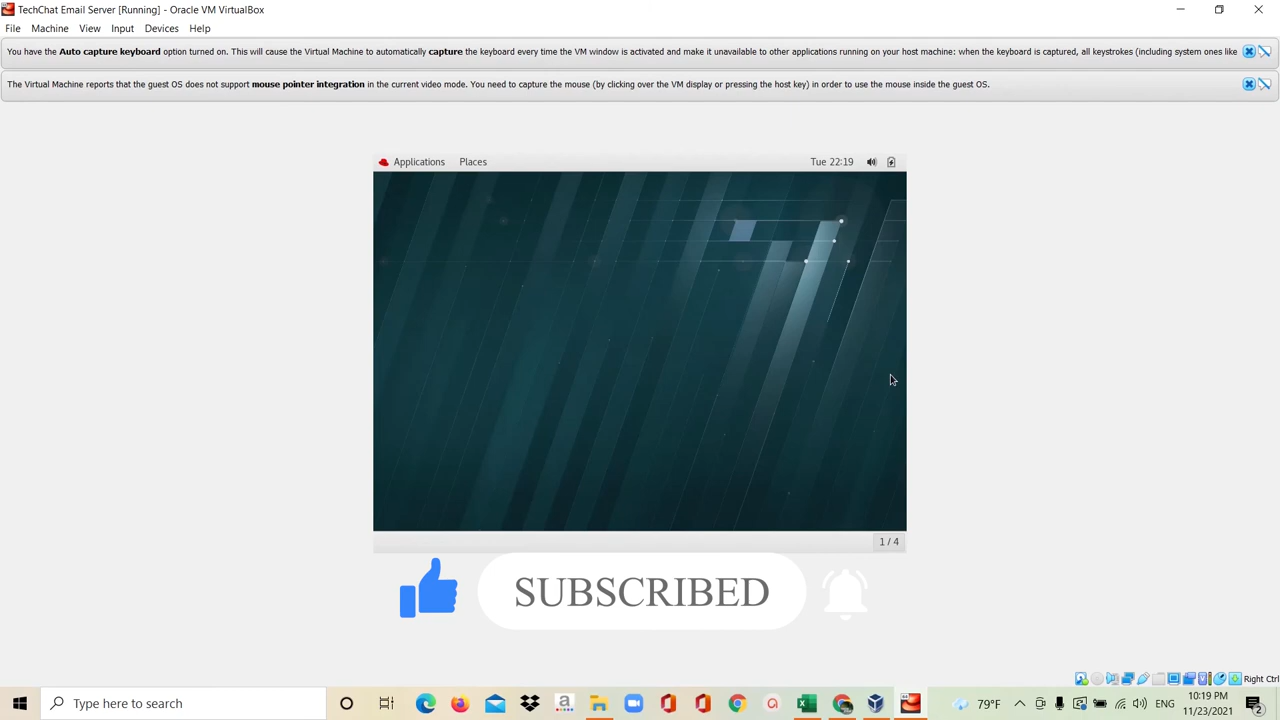 TechChat Email Server [Running] - Oracle VM VirtualBox
File Machine View Input Devices Help
You have the Auto capture keyboard option turned on. This will cause the Virtual Machine to automatically capture the keyboard every time the VM window is activated and make it unavailable to other applications running on your host machine: when the keyboard is captured, all keystrokes (including system ones like
The Virtual Machine reports that the guest OS does not support mouse pointer integration in the current video mode. You need to capture the mouse (by clicking over the VM display or pressing the host key) in order to use the mouse inside the guest OS.
Applications Places Tue 22:19
1 / 4
SUBSCRIBED
Right Ctrl
Type here to search
79°F
ENG
10:19 PM
11/23/2021
2